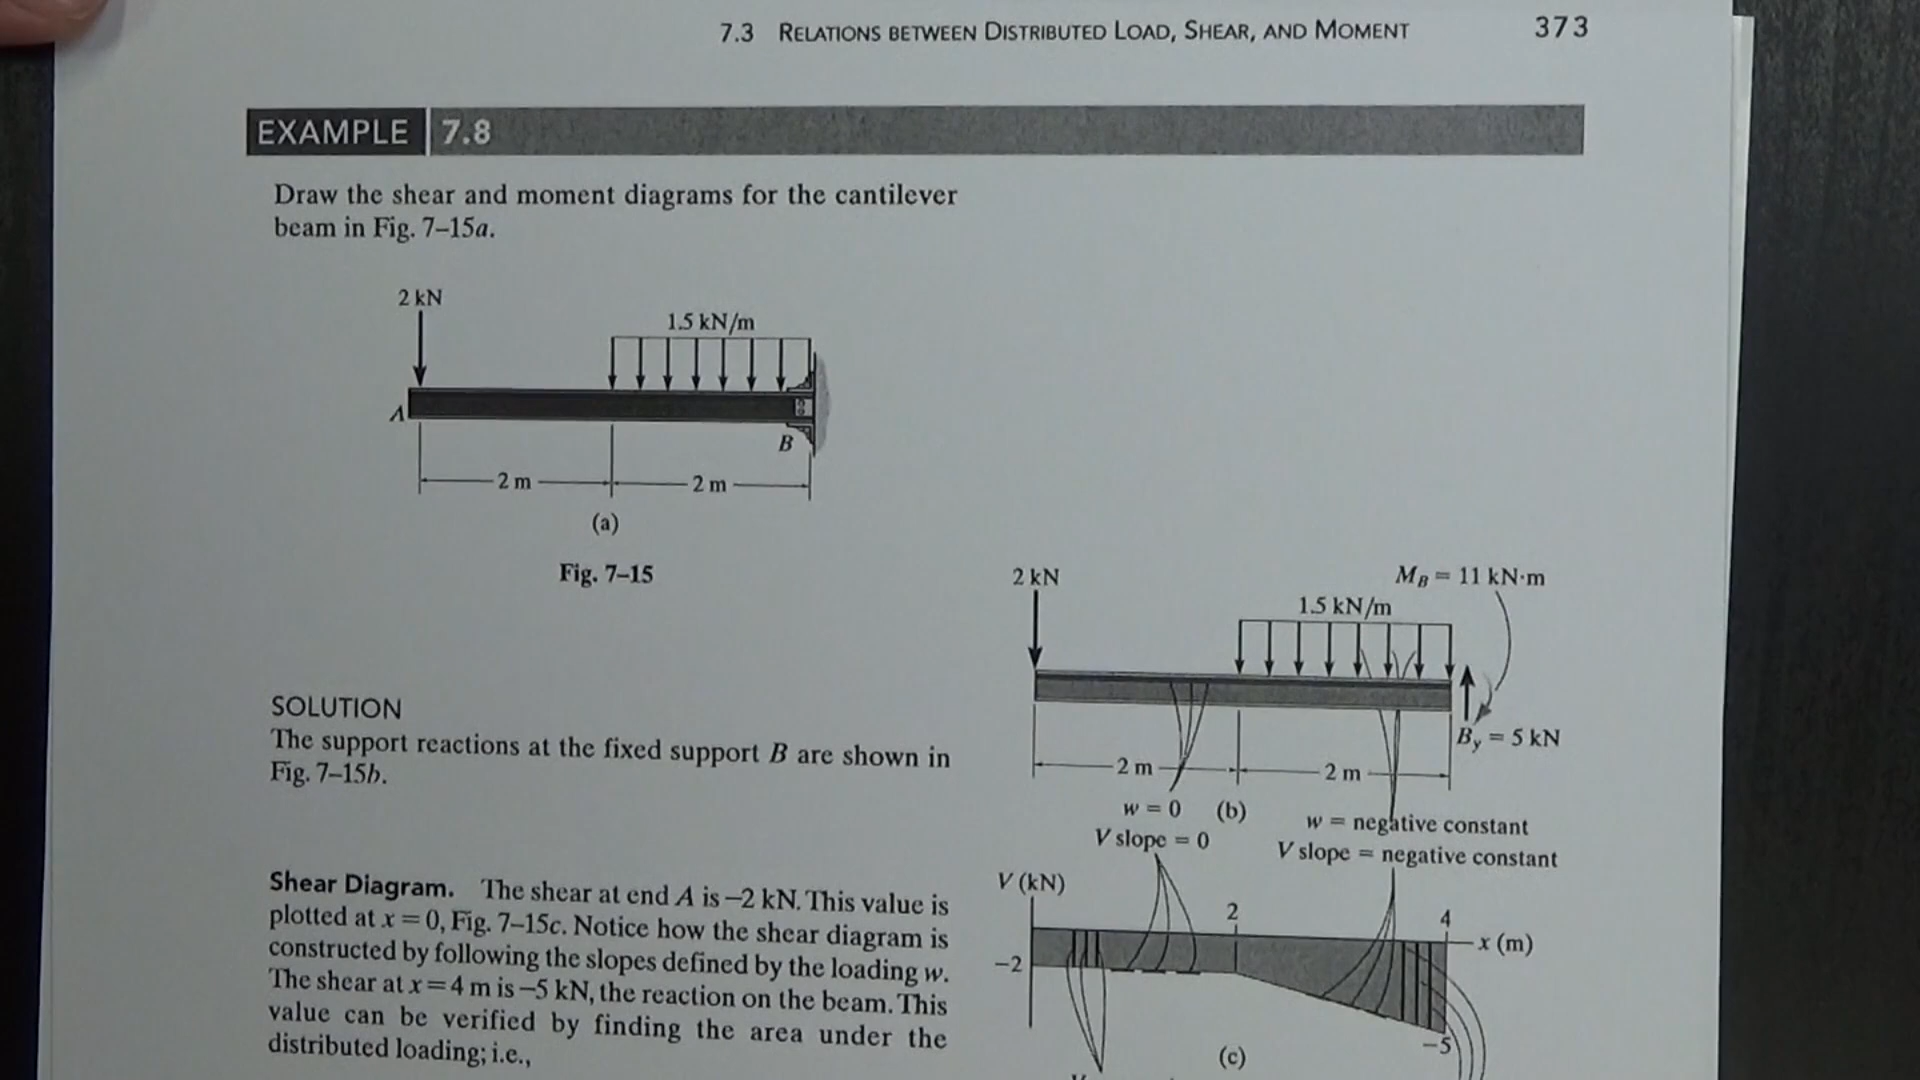 7.3 RELATIONS BETWEEN DISTRIBUTED LOAD, SHEAR, AND MOMENT 373
EXAMPLE 7.8
Draw the shear and moment diagrams for the cantilever
beam in Fig. 7–15a.
2 kN
1.5 kN/m
A
B
2 m
2 m
(a)
Fig. 7–15
SOLUTION
The support reactions at the fixed support B are shown in
Fig. 7–15b.
Shear Diagram. The shear at end A is –2 kN. This value is
plotted at x = 0, Fig. 7–15c. Notice how the shear diagram is
constructed by following the slopes defined by the loading w.
The shear at x = 4 m is –5 kN, the reaction on the beam. This
value can be verified by finding the area under the
distributed loading; i.e.,
2 kN
M_B = 11 kN·m
1.5 kN/m
B_y = 5 kN
2 m
2 m
w = 0
(b)
V slope = 0
w = negative constant
V slope = negative constant
V (kN)
2
4
x (m)
–2
–5
(c)